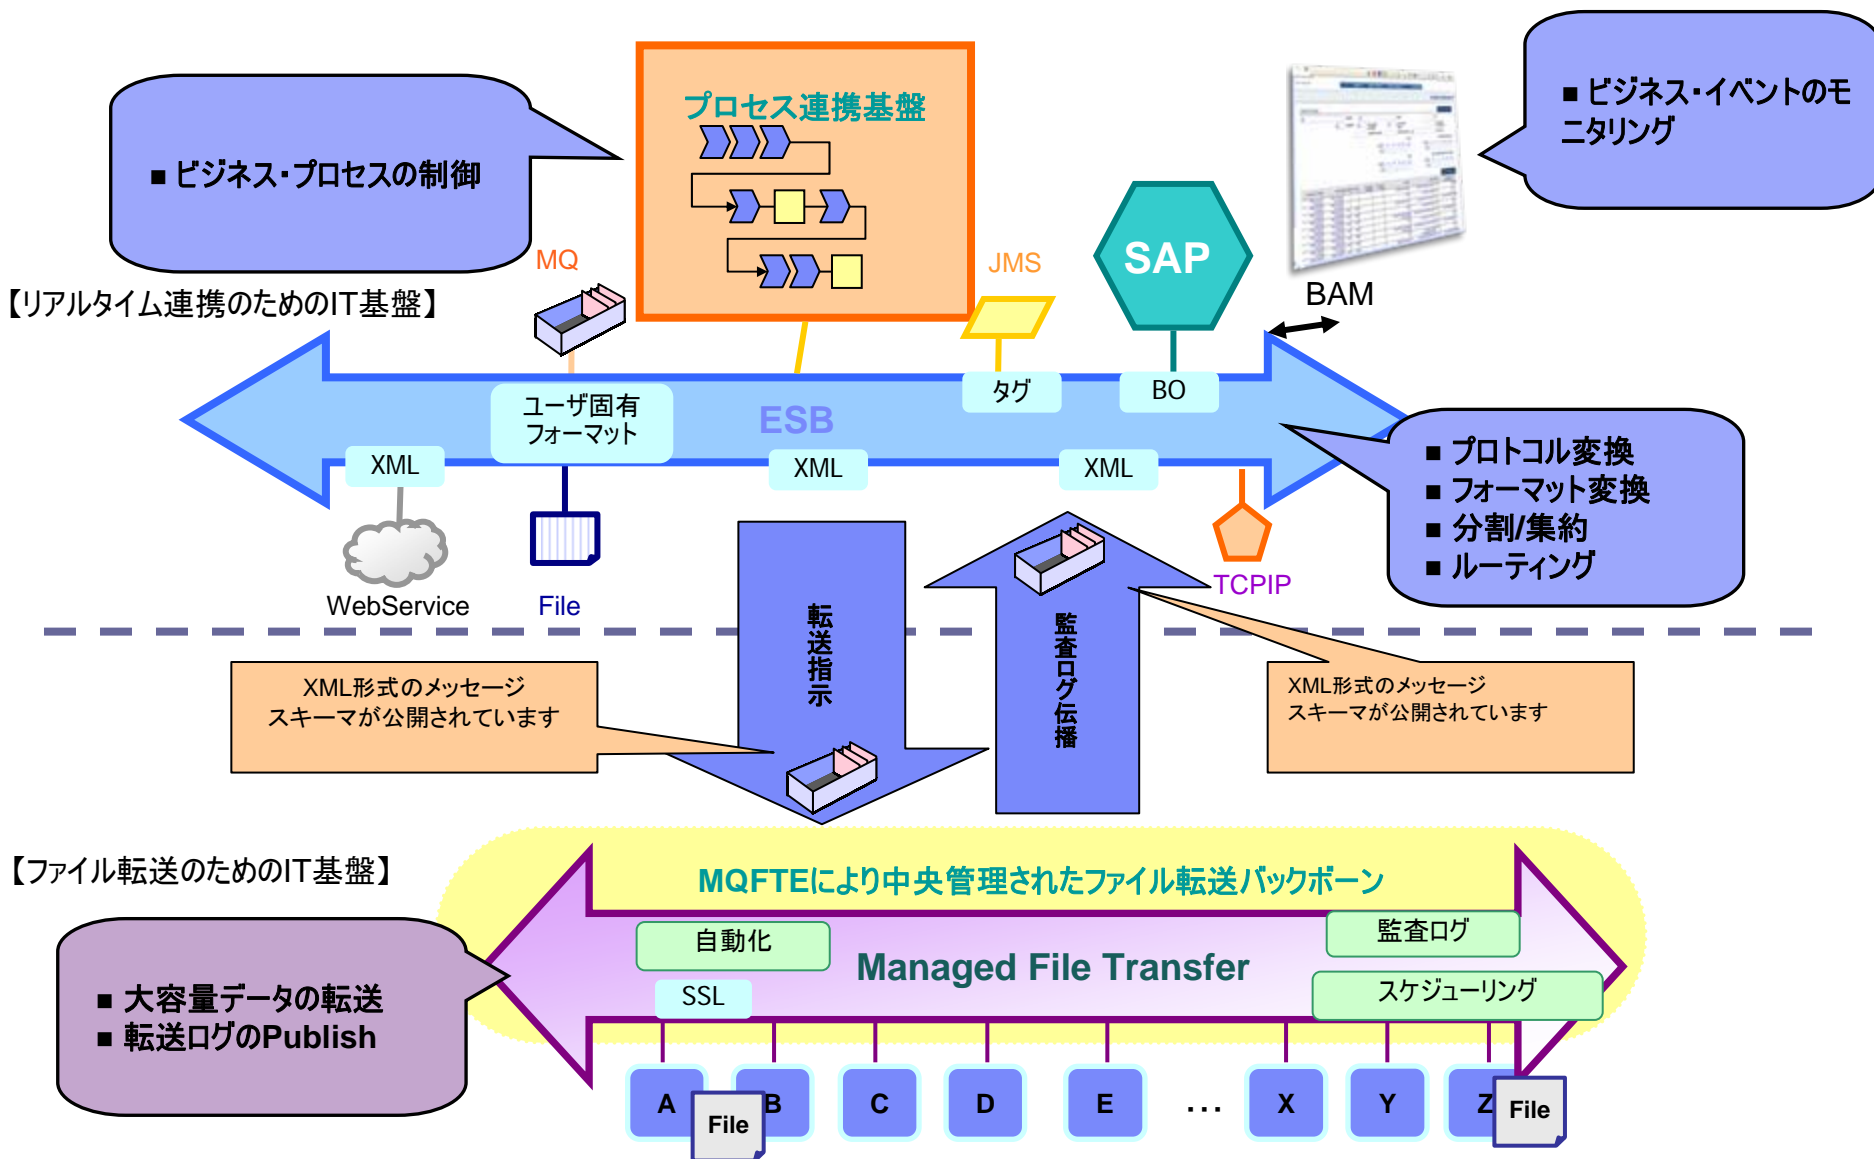 プロセス連携基盤
■ ビジネス・プロセスの制御
■ ビジネス・イベントのモ
ニタリング
MQ
JMS
SAP
BAM
【リアルタイム連携のためのIT基盤】
ユーザ固有
フォーマット
ESB
タグ
BO
XML
XML
XML
■ プロトコル変換
■ フォーマット変換
■ 分割/集約
■ ルーティング
WebService
File
TCPIP
転送指示
監査ログ伝播
XML形式のメッセージ
スキーマが公開されています
XML形式のメッセージ
スキーマが公開されています
【ファイル転送のためのIT基盤】
MQFTEにより中央管理されたファイル転送バックボーン
自動化
監査ログ
Managed File Transfer
SSL
スケジューリング
■ 大容量データの転送
■ 転送ログのPublish
A
B
C
D
E
...
X
Y
Z
File
File